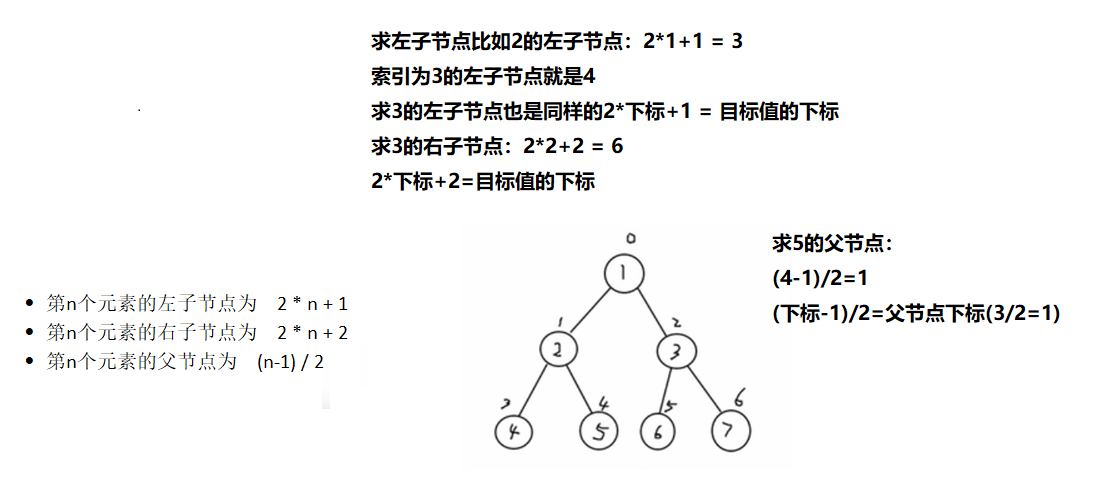 求左子节点比如2的左子节点：2*1+1 = 3
索引为3的左子节点就是4
求3的左子节点也是同样的2*下标+1 = 目标值的下标
求3的右子节点：2*2+2 = 6
2*下标+2=目标值的下标
求5的父节点：
(4-1)/2=1
(下标-1)/2=父节点下标(3/2=1)
• 第n个元素的左子节点为 2 * n + 1
• 第n个元素的右子节点为 2 * n + 2
• 第n个元素的父节点为 (n-1) / 2
0
1
1 2
2 3
3 4 5 6
4 5 6 7